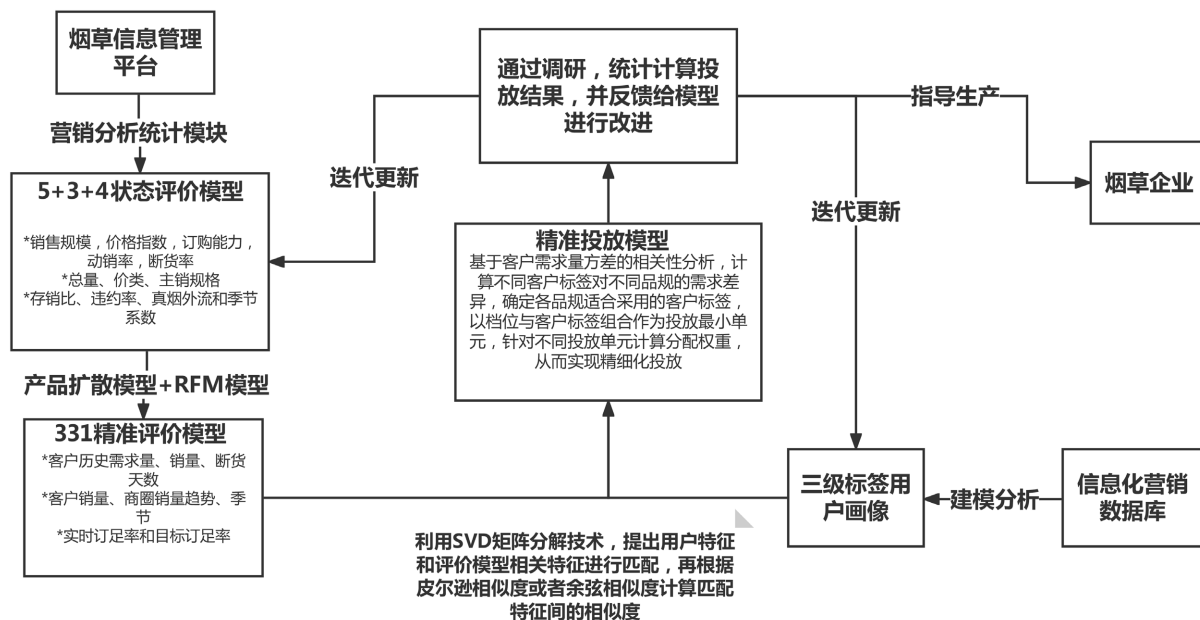 烟草信息管理
平台
营销分析统计模块
5+3+4状态评价模型
*销售规模，价格指数，订购能力，
动销率，断货率
*总量、价类、主销规格
*存销比、违约率、真烟外流和季节
系数
产品扩散模型+RFM模型
331精准评价模型
*客户历史需求量、销量、断货
天数
*客户销量、商圈销量趋势、季
节
*实时订足率和目标订足率
迭代更新
通过调研，统计计算投
放结果，并反馈给模型
进行改进
精准投放模型
基于客户需求量方差的相关性分析，计
算不同客户标签对不同品规的需求差
异，确定各品规适合采用的客户标签，
以档位与客户标签组合作为投放最小单
元，针对不同投放单元计算分配权重，
从而实现精细化投放
利用SVD矩阵分解技术，提出用户特征
和评价模型相关特征进行匹配，再根据
皮尔逊相似度或者余弦相似度计算匹配
特征间的相似度
指导生产
烟草企业
迭代更新
三级标签用
户画像
建模分析
信息化营销
数据库